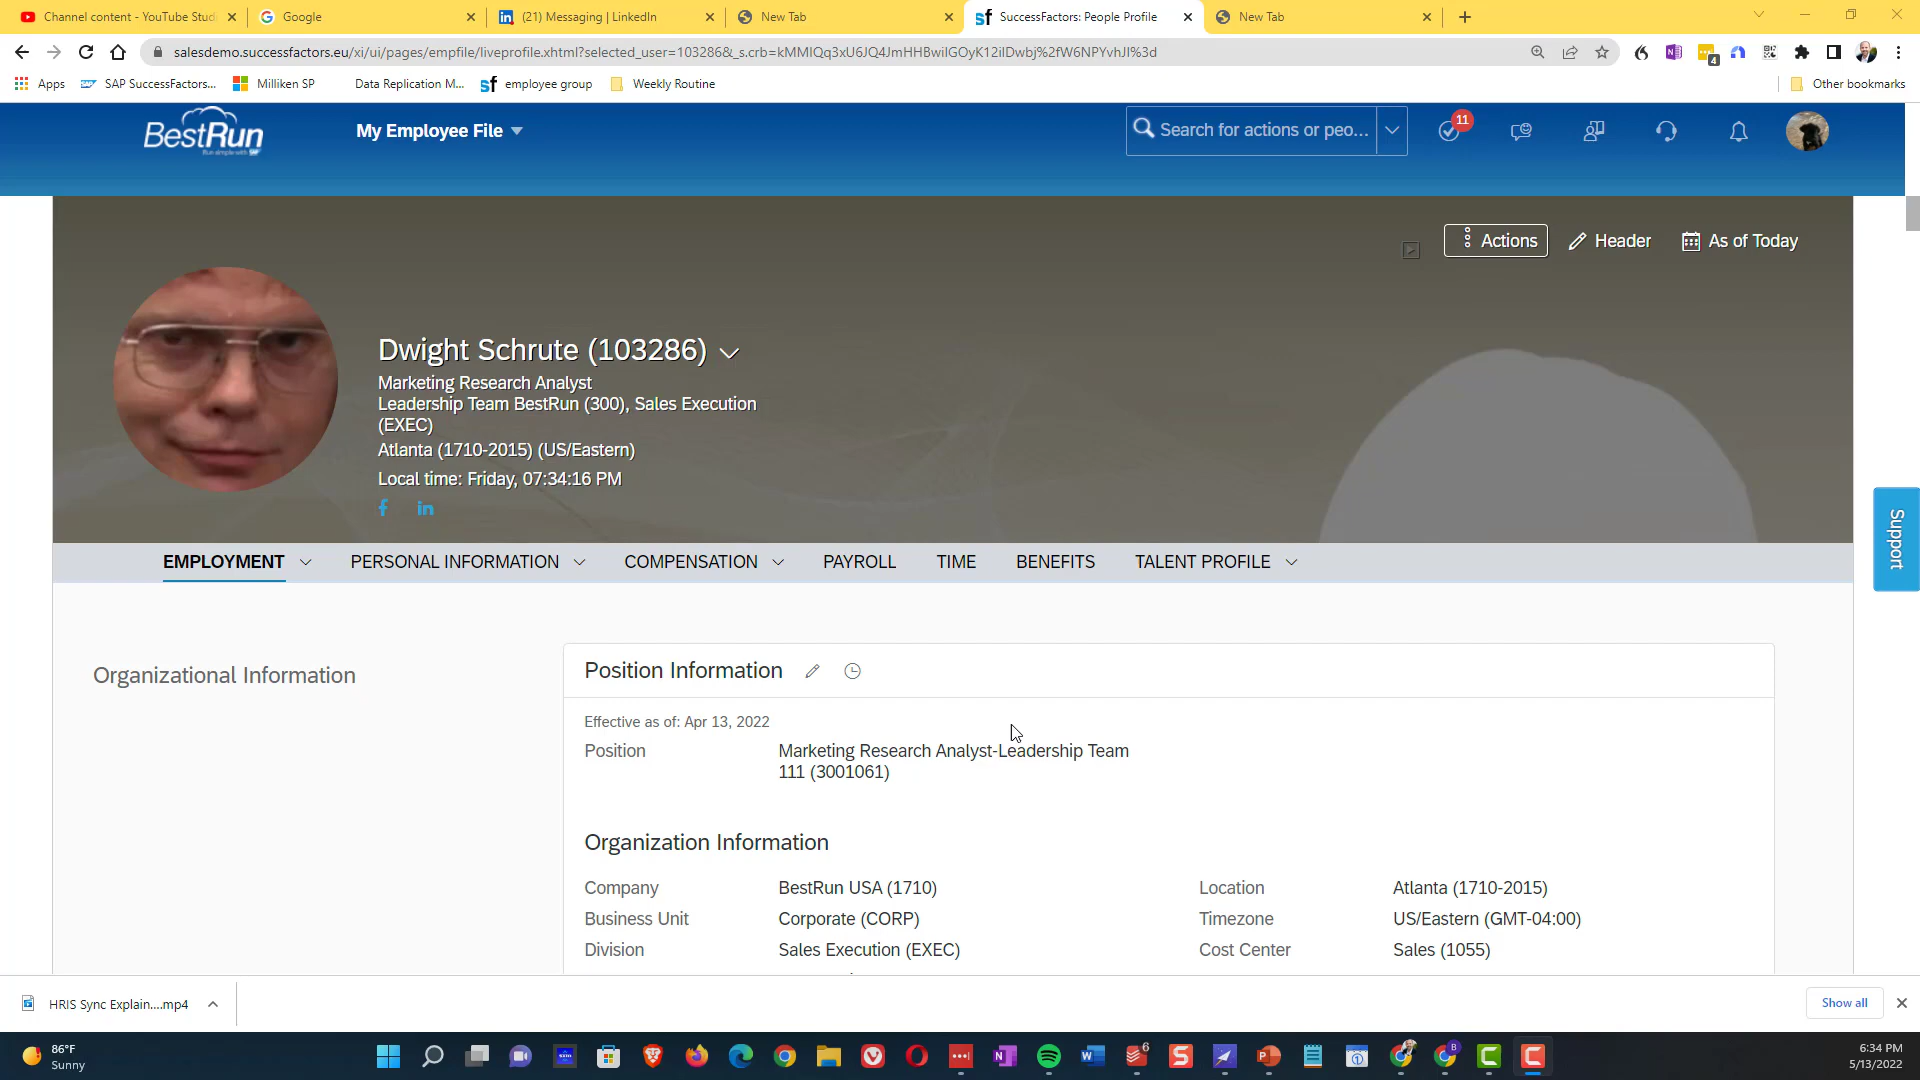 Channel content - YouTube Stud
Google
(21) Messaging | LinkedIn
New Tab
SuccessFactors: People Profile
New Tab
salesdemo.successfactors.eu/xi/ui/pages/empfile/liveprofile.xhtml?selected_user=103286&_s.crb=kMMIQq3xU6JQ4JmHHBwiIGOyK12iIDwbj%2fW6NPYvhJI%3d
4
Apps
SAP SuccessFactors...
Milliken SP
Data Replication M...
employee group
Weekly Routine
Other bookmarks
BestRun
Run simple with SAP
My Employee File
Search for actions or peo...
11
Actions
Header
As of Today
Dwight Schrute (103286)
Marketing Research Analyst
Leadership Team BestRun (300), Sales Execution
(EXEC)
Atlanta (1710-2015) (US/Eastern)
Local time: Friday, 07:34:16 PM
Support
EMPLOYMENT PERSONAL INFORMATION COMPENSATION PAYROLL TIME BENEFITS TALENT PROFILE
Organizational Information
Position Information
Effective as of: Apr 13, 2022
Position Marketing Research Analyst-Leadership Team
111 (3001061)
Organization Information
Company BestRun USA (1710) Location Atlanta (1710-2015)
Business Unit Corporate (CORP) Timezone US/Eastern (GMT-04:00)
Division Sales Execution (EXEC) Cost Center Sales (1055)
HRIS Sync Explain....mp4
Show all
86°F
Sunny
6
6:34 PM
5/13/2022